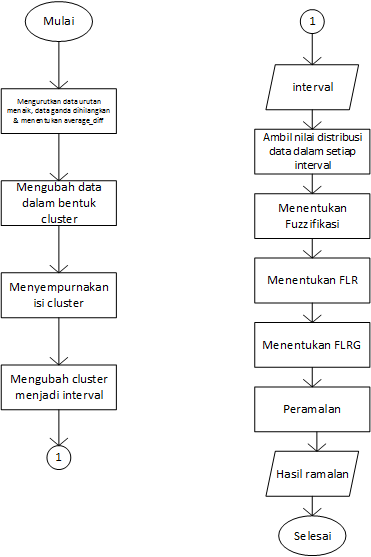 Mulai
Mengurutkan data urutan
menaik, data ganda dihilangkan
& menentukan average_diff
Mengubah data
dalam bentuk
cluster
Menyempurnakan
isi cluster
Mengubah cluster
menjadi interval
1
1
interval
Ambil nilai distribusi
data dalam setiap
interval
Menentukan
Fuzzifikasi
Menentukan FLR
Menentukan FLRG
Peramalan
Hasil ramalan
Selesai